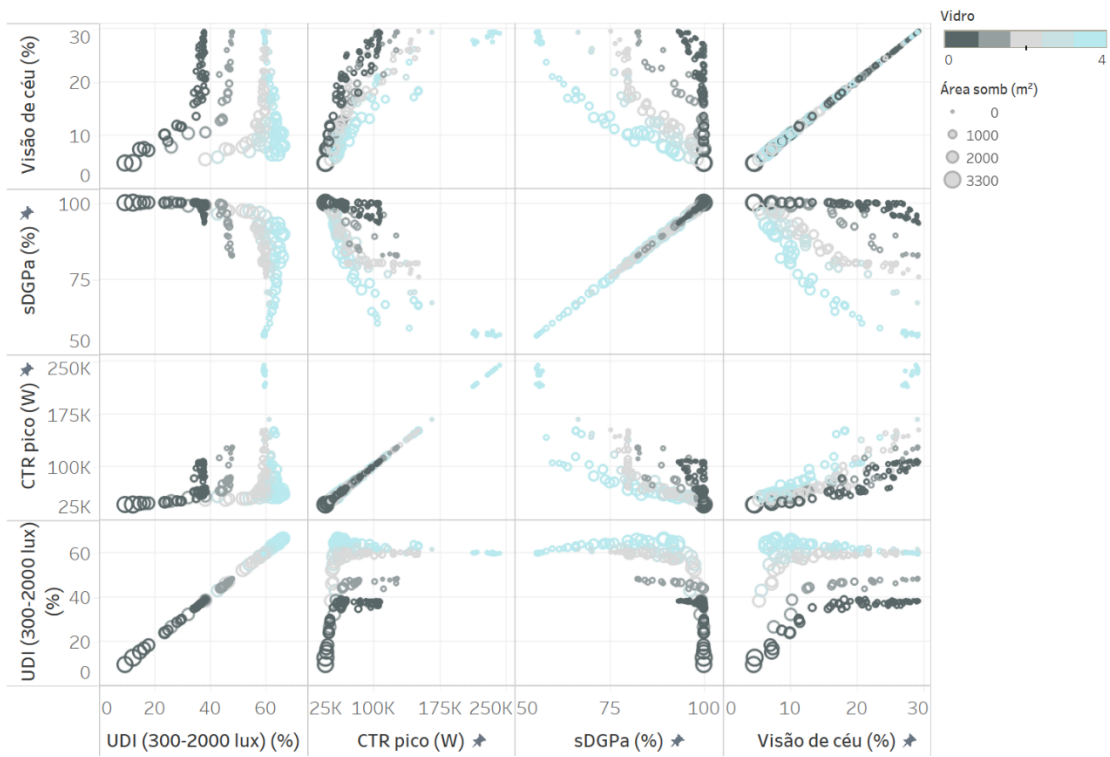 Vidro
0 4
Área somb (m²)
0
1000
2000
3300
Visão de céu (%)
30
20
10
0
sDGPa (%)
100
75
50
CTR pico (W)
250K
175K
100K
25K
UDI (300-2000 lux)
(%)
60
40
20
0
0 20 40 60 25K 100K 175K 250K 50 75 100 0 10 20 30
UDI (300-2000 lux) (%) CTR pico (W) sDGPa (%) Visão de céu (%)